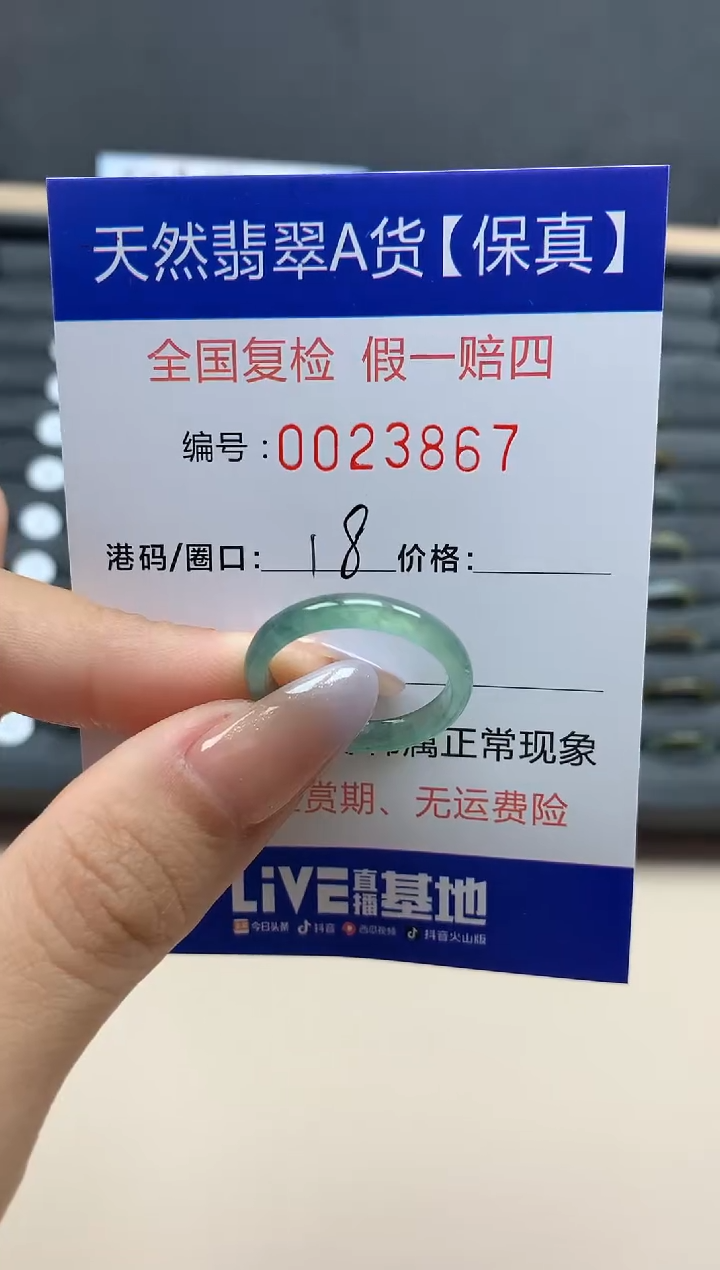 天然翡翠A货【保真】
全国复检 假一赔四
编号:0023867
港码/圈口:18 价格:
属正常现象
赏期、无运费险
LiVE直播基地
今日头条 抖音 西瓜视频 抖音火山版